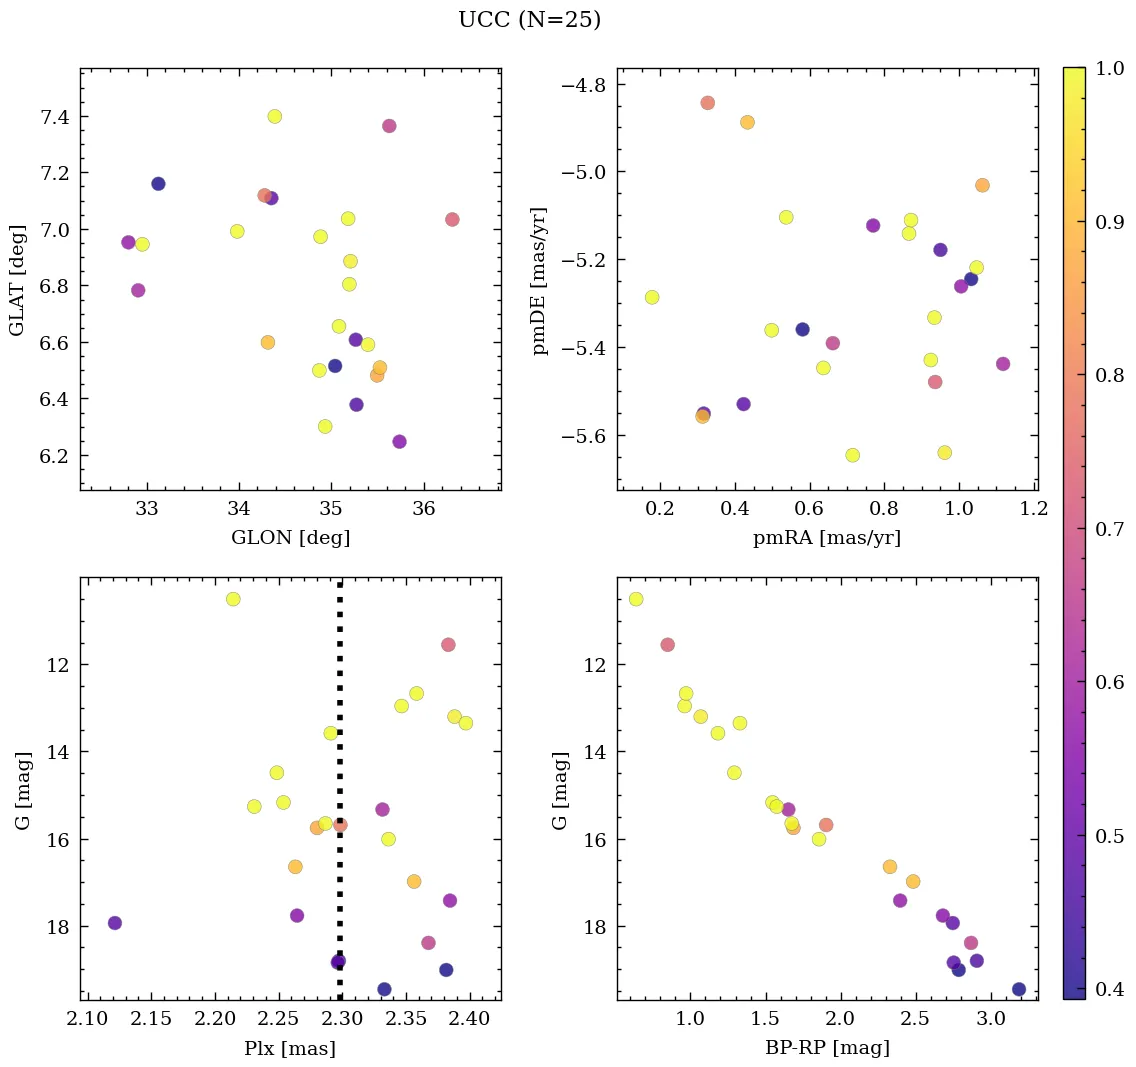 UCC (N=25)
7.4
7.2
7.0
6.8
6.6
6.4
6.2
GLAT [deg]
33 34 35 36
GLON [deg]
−4.8
−5.0
−5.2
−5.4
−5.6
pmDE [mas/yr]
0.2 0.4 0.6 0.8 1.0 1.2
pmRA [mas/yr]
12
14
16
18
G [mag]
2.10 2.15 2.20 2.25 2.30 2.35 2.40
Plx [mas]
12
14
16
18
G [mag]
1.0 1.5 2.0 2.5 3.0
BP-RP [mag]
1.0
0.9
0.8
0.7
0.6
0.5
0.4